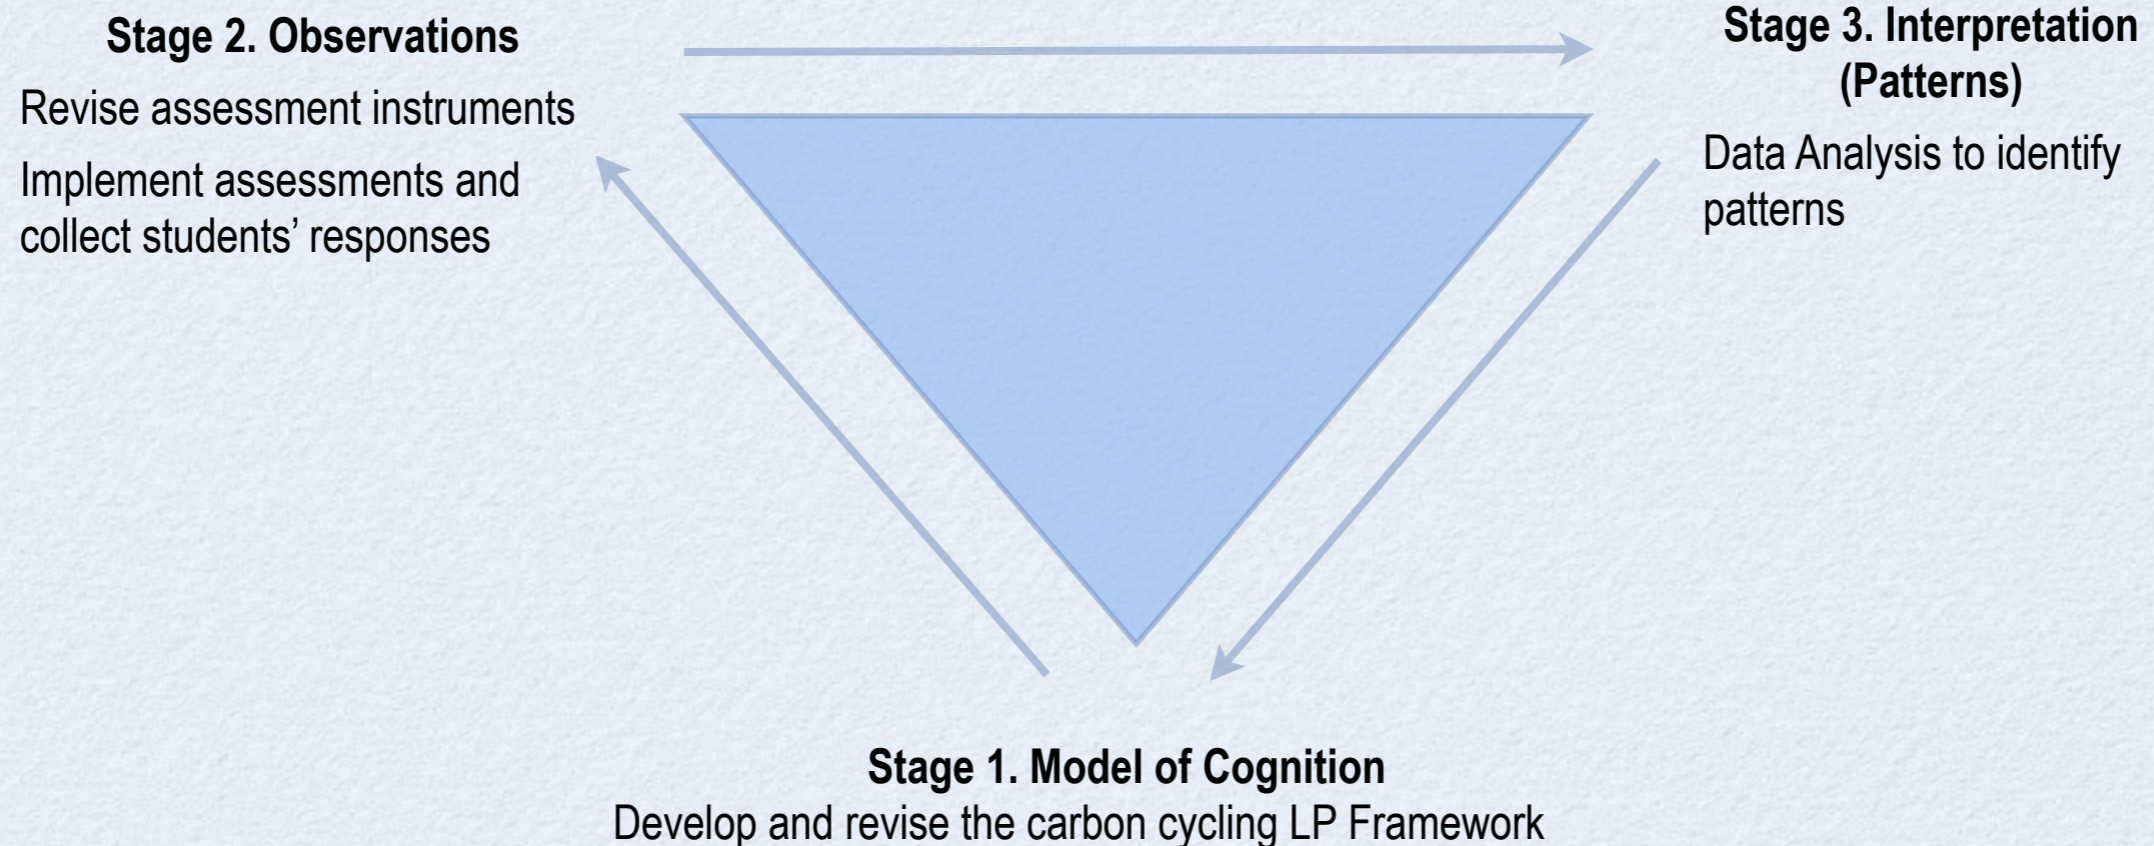 Stage 2. Observations
Revise assessment instruments
Implement assessments and
collect students’ responses
Stage 3. Interpretation
(Patterns)
Data Analysis to identify
patterns
Stage 1. Model of Cognition
Develop and revise the carbon cycling LP Framework